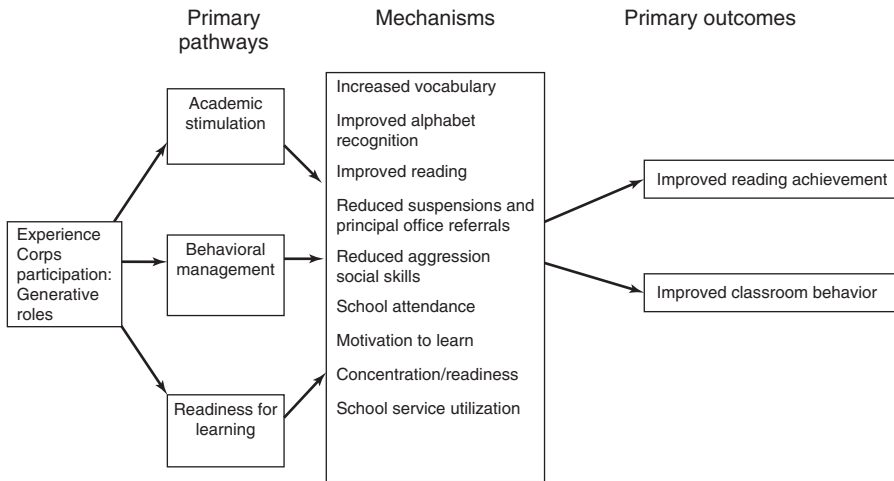 Primary
pathways
Mechanisms
Primary outcomes
Experience
Corps
participation:
Generative
roles
Academic
stimulation
Behavioral
management
Readiness for
learning
Increased vocabulary
Improved alphabet
recognition
Improved reading
Reduced suspensions and
principal office referrals
Reduced aggression
social skills
School attendance
Motivation to learn
Concentration/readiness
School service utilization
Improved reading achievement
Improved classroom behavior